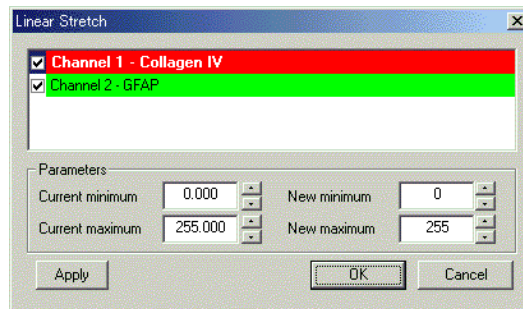 Linear Stretch
Channel 1 - Collagen IV
Channel 2 - GFAP
Parameters
Current minimum 0.000 New minimum 0
Current maximum 255.000 New maximum 255
Apply OK Cancel